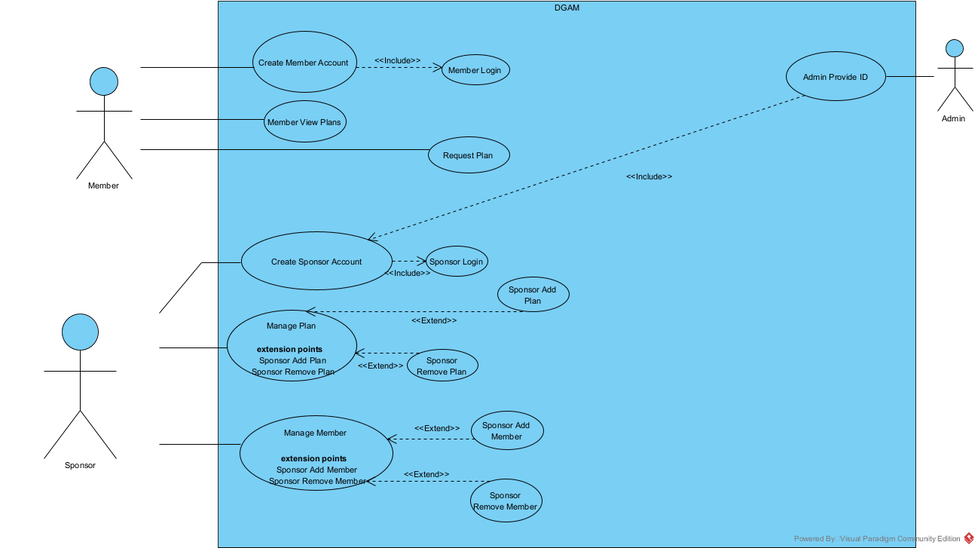 DGAM
Create Member Account
<<Include>>
Member Login
Admin Provide ID
Admin
Member View Plans
Member
Request Plan
<<Include>>
Create Sponsor Account
<<Include>>
Sponsor Login
Sponsor Add
Plan
<<Extend>>
Manage Plan
extension points
Sponsor Add Plan
Sponsor Remove Plan
<<Extend>>
Sponsor
Remove Plan
Sponsor
Manage Member
extension points
Sponsor Add Member
Sponsor Remove Member
<<Extend>>
Sponsor Add
Member
<<Extend>>
Sponsor
Remove Member
Powered By: Visual Paradigm Community Edition